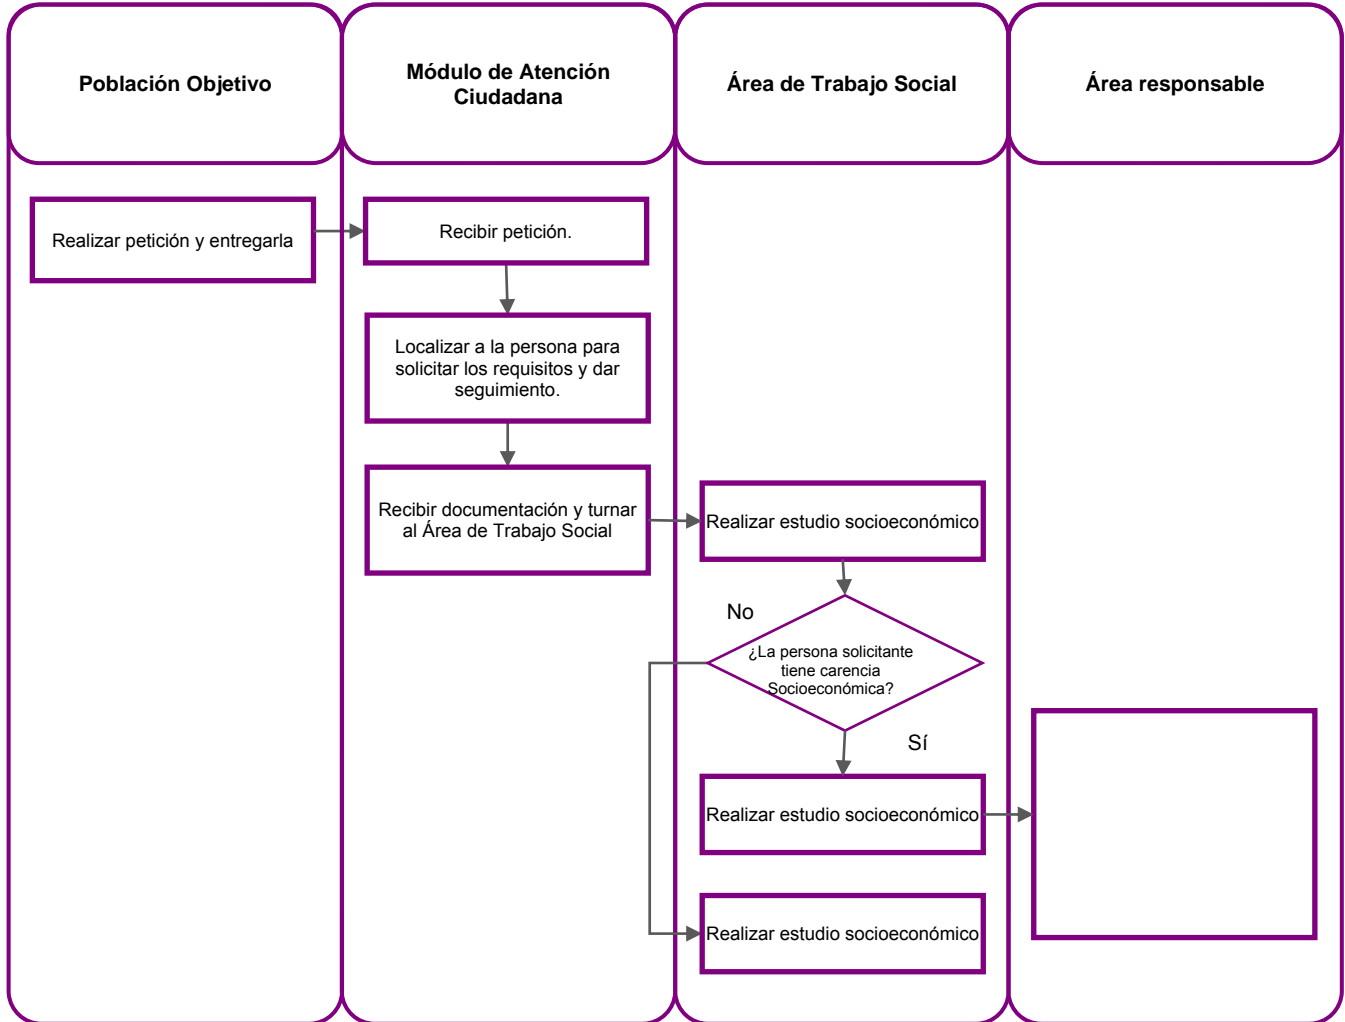 Población Objetivo
Módulo de Atención
Ciudadana
Área de Trabajo Social
Área responsable
Realizar petición y entregarla
Recibir petición.
Localizar a la persona para
solicitar los requisitos y dar
seguimiento.
Recibir documentación y turnar
al Área de Trabajo Social
Realizar estudio socioeconómico
No
¿La persona solicitante
tiene carencia
Socioeconómica?
Sí
Realizar estudio socioeconómico
Realizar estudio socioeconómico